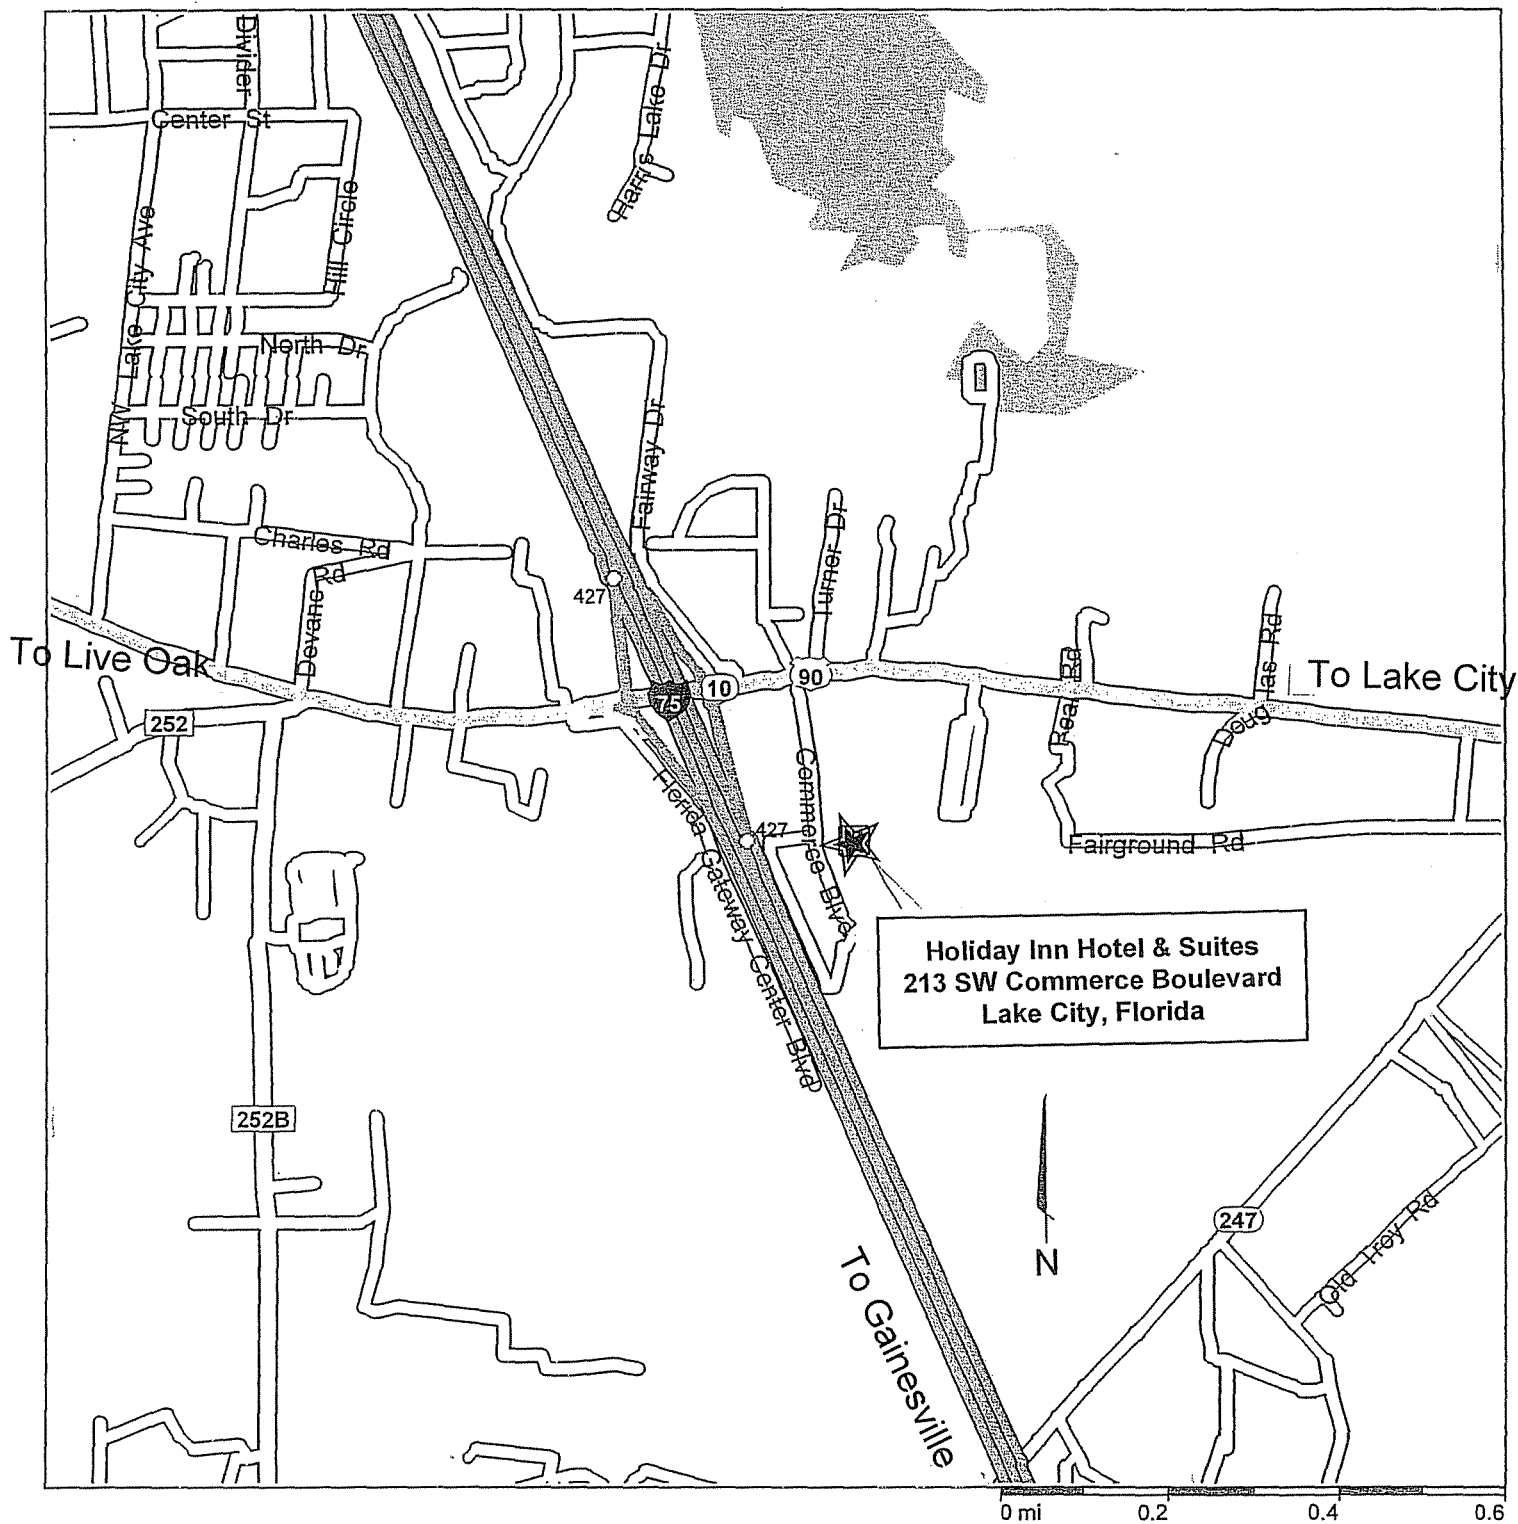 Divider
Center St
Harris Lake Dr
NW Lake City Ave
Hill Circle
North Dr
South Dr
Fairway Dr
Charles Rd
Devane Rd
Turner Dr
427
To Live Oak
75
10
90
252
Real Rd
Douglas Rd
To Lake City
Commerce Blvd
427
Florida Gateway Center Blvd
Fairground Rd
Holiday Inn Hotel & Suites
213 SW Commerce Boulevard
Lake City, Florida
252B
N
247
Old Troy Rd
To Gainesville
0 mi 0.2 0.4 0.6